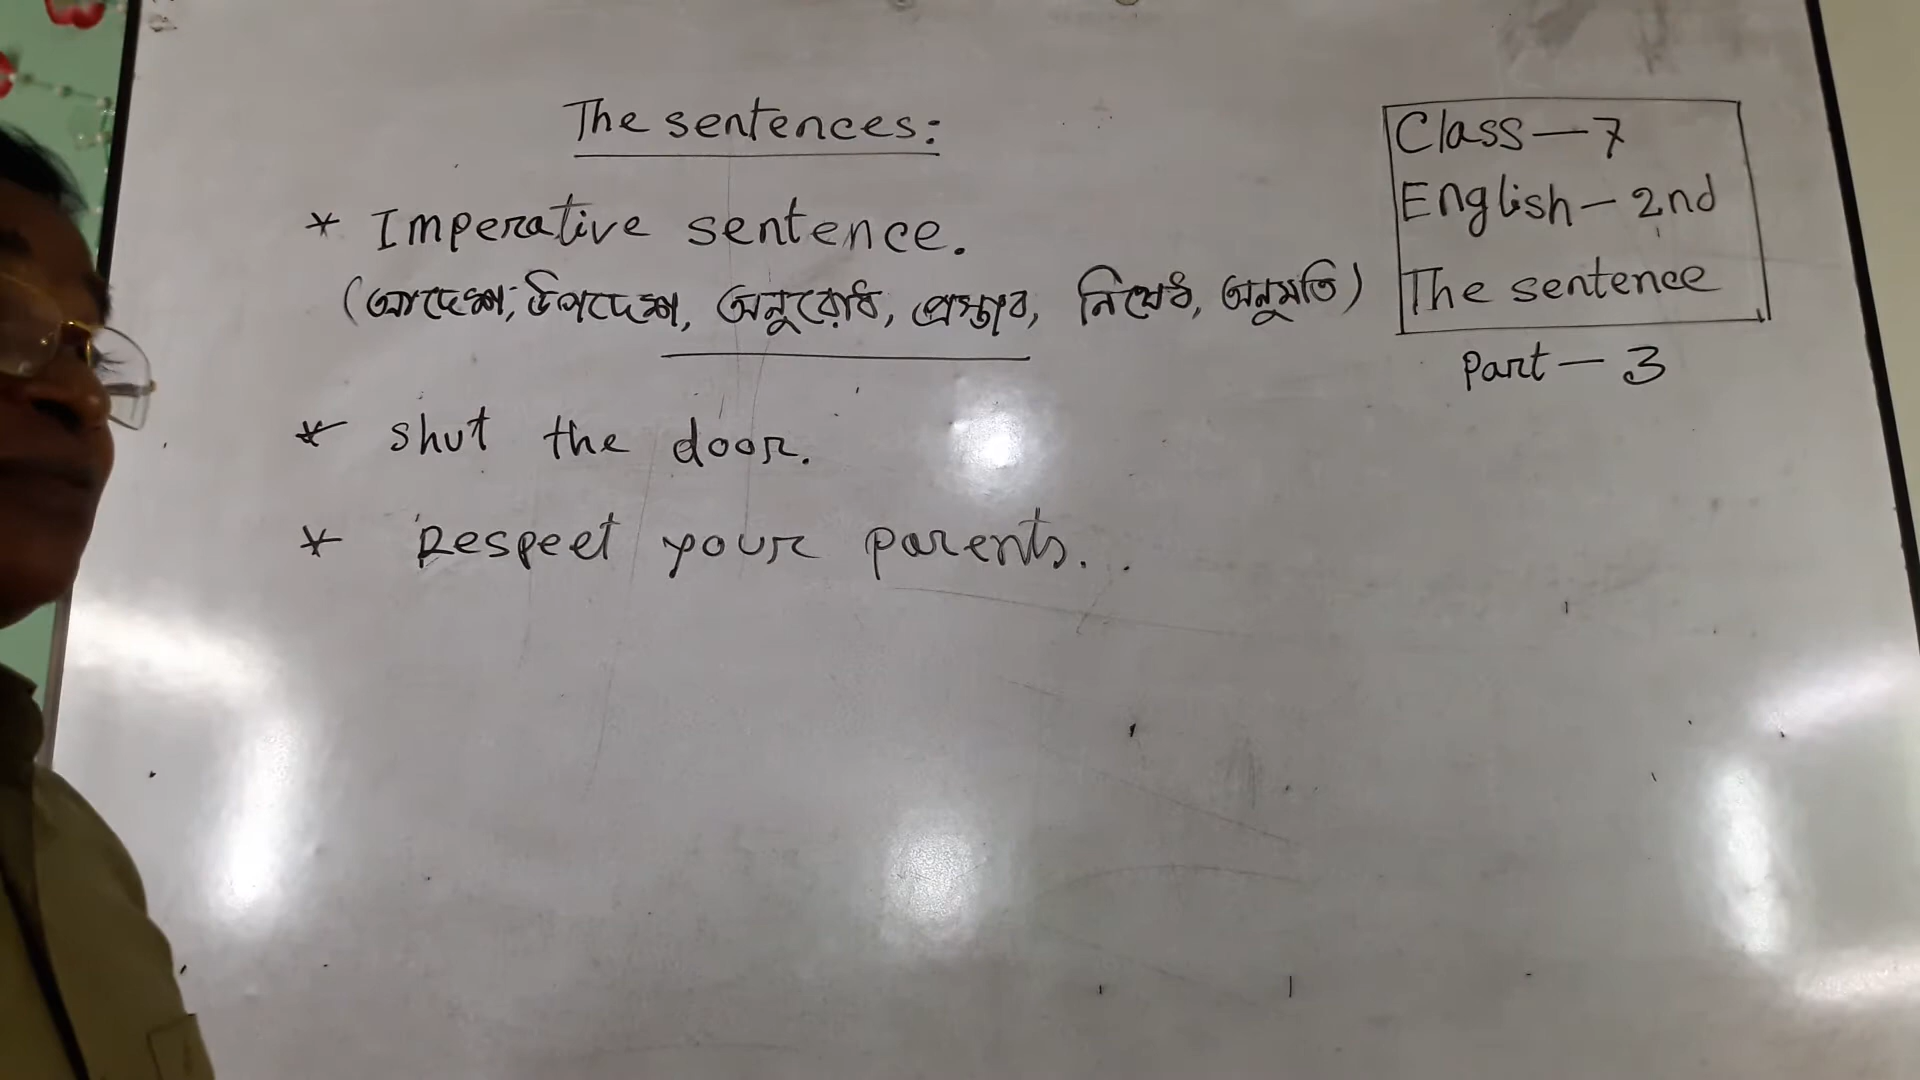 The sentences:
* Imperative sentence.
(আদেশ, উপদেশ, অনুরোধ, প্রস্তাব, নিষেধ, অনুমতি)
* shut the door.
* Respect your parents.
Class — 7
English — 2nd
The sentence
Part — 3